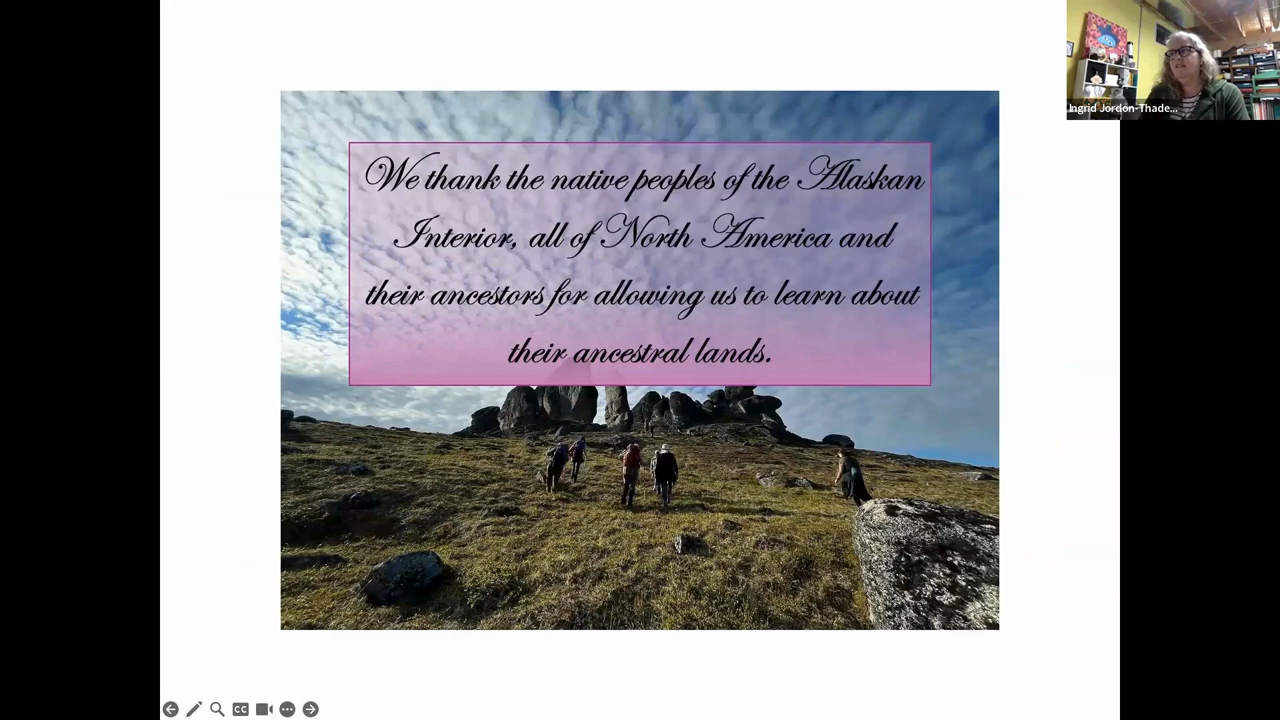 We thank the native peoples of the Alaskan
Interior, all of North America and
their ancestors for allowing us to learn about
their ancestral lands.
Ingrid Jordon-Thade...
CC